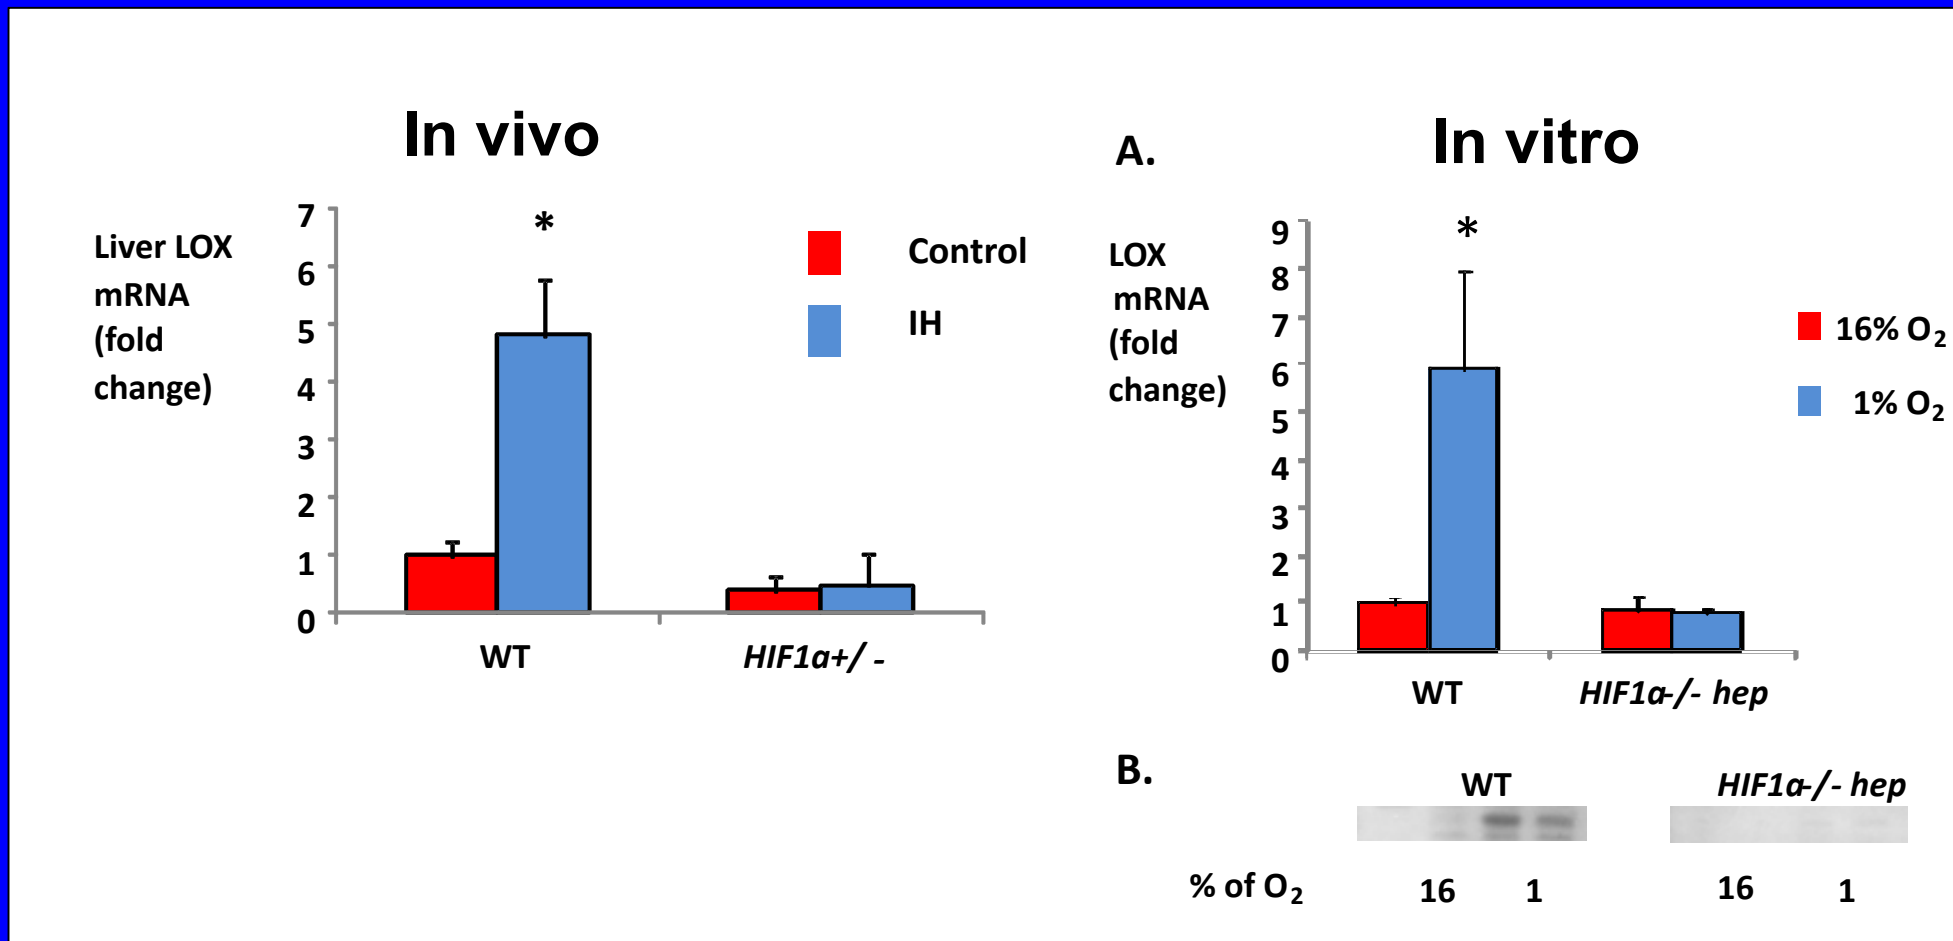 In vivo
Liver LOX
mRNA
(fold
change)
7
6
5
4
3
2
1
0
*
Control
IH
WT
HIF1a+/ -
A.
In vitro
LOX
mRNA
(fold
change)
9
8
7
6
5
4
3
2
1
0
*
16% O₂
1% O₂
WT
HIF1α-/- hep
B.
WT
HIF1α-/- hep
% of O₂
16 1
16 1